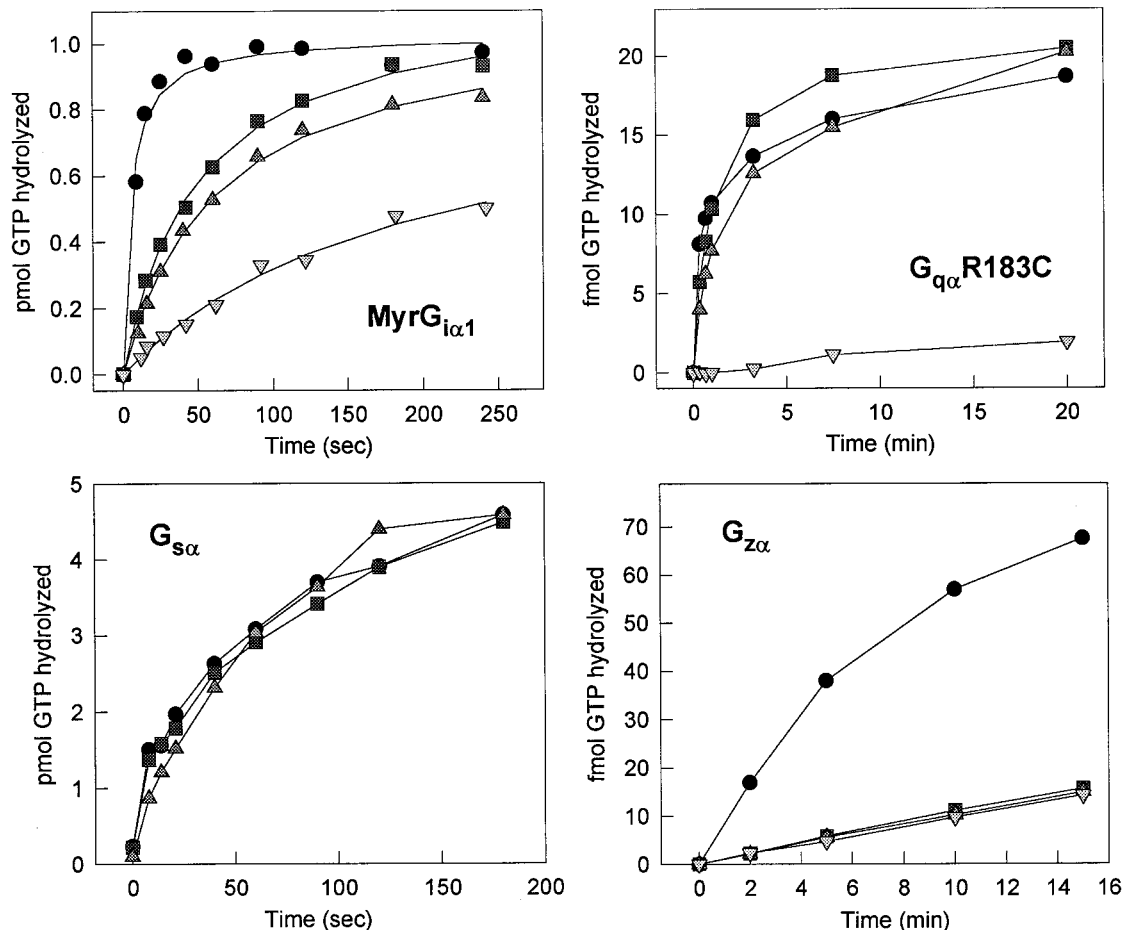 pmol GTP hydrolyzed
1.0
0.8
0.6
0.4
0.2
0.0
MyrGiα1
0 50 100 150 200 250
Time (sec)
fmol GTP hydrolyzed
20
15
10
5
0
GqαR183C
0 5 10 15 20
Time (min)
pmol GTP hydrolyzed
5
4
3
2
1
0
Gsα
0 50 100 150 200
Time (sec)
fmol GTP hydrolyzed
70
60
50
40
30
20
10
0
Gzα
0 2 4 6 8 10 12 14 16
Time (min)